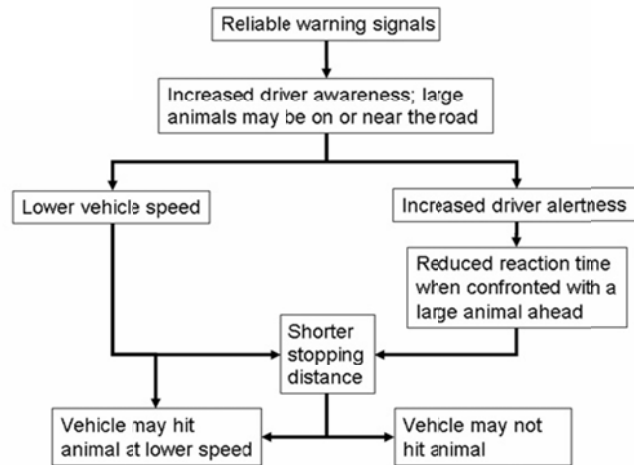 Reliable warning signals
Increased driver awareness; large
animals may be on or near the road
Lower vehicle speed
Increased driver alertness
Reduced reaction time
when confronted with a
large animal ahead
Shorter
stopping
distance
Vehicle may hit
animal at lower speed
Vehicle may not
hit animal